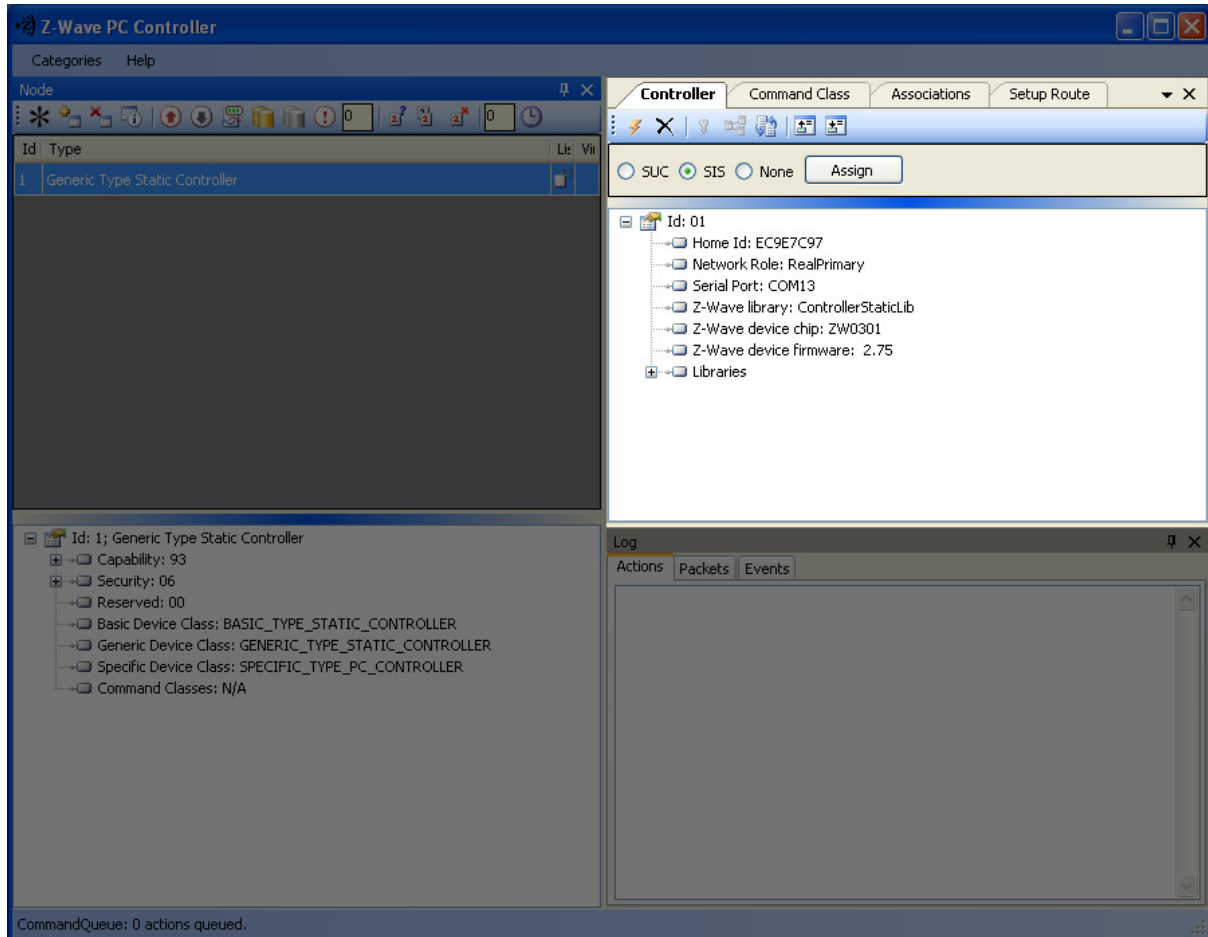 Z-Wave PC Controller
Categories Help
Node
0 0
Id Type Lis Vii
1 Generic Type Static Controller
Id: 1; Generic Type Static Controller
Capability: 93
Security: 06
Reserved: 00
Basic Device Class: BASIC_TYPE_STATIC_CONTROLLER
Generic Device Class: GENERIC_TYPE_STATIC_CONTROLLER
Specific Device Class: SPECIFIC_TYPE_PC_CONTROLLER
Command Classes: N/A
Controller Command Class Associations Setup Route
SUC SIS None Assign
Id: 01
Home Id: EC9E7C97
Network Role: RealPrimary
Serial Port: COM13
Z-Wave library: ControllerStaticLib
Z-Wave device chip: ZW0301
Z-Wave device firmware: 2.75
Libraries
Log
Actions Packets Events
CommandQueue: 0 actions queued.